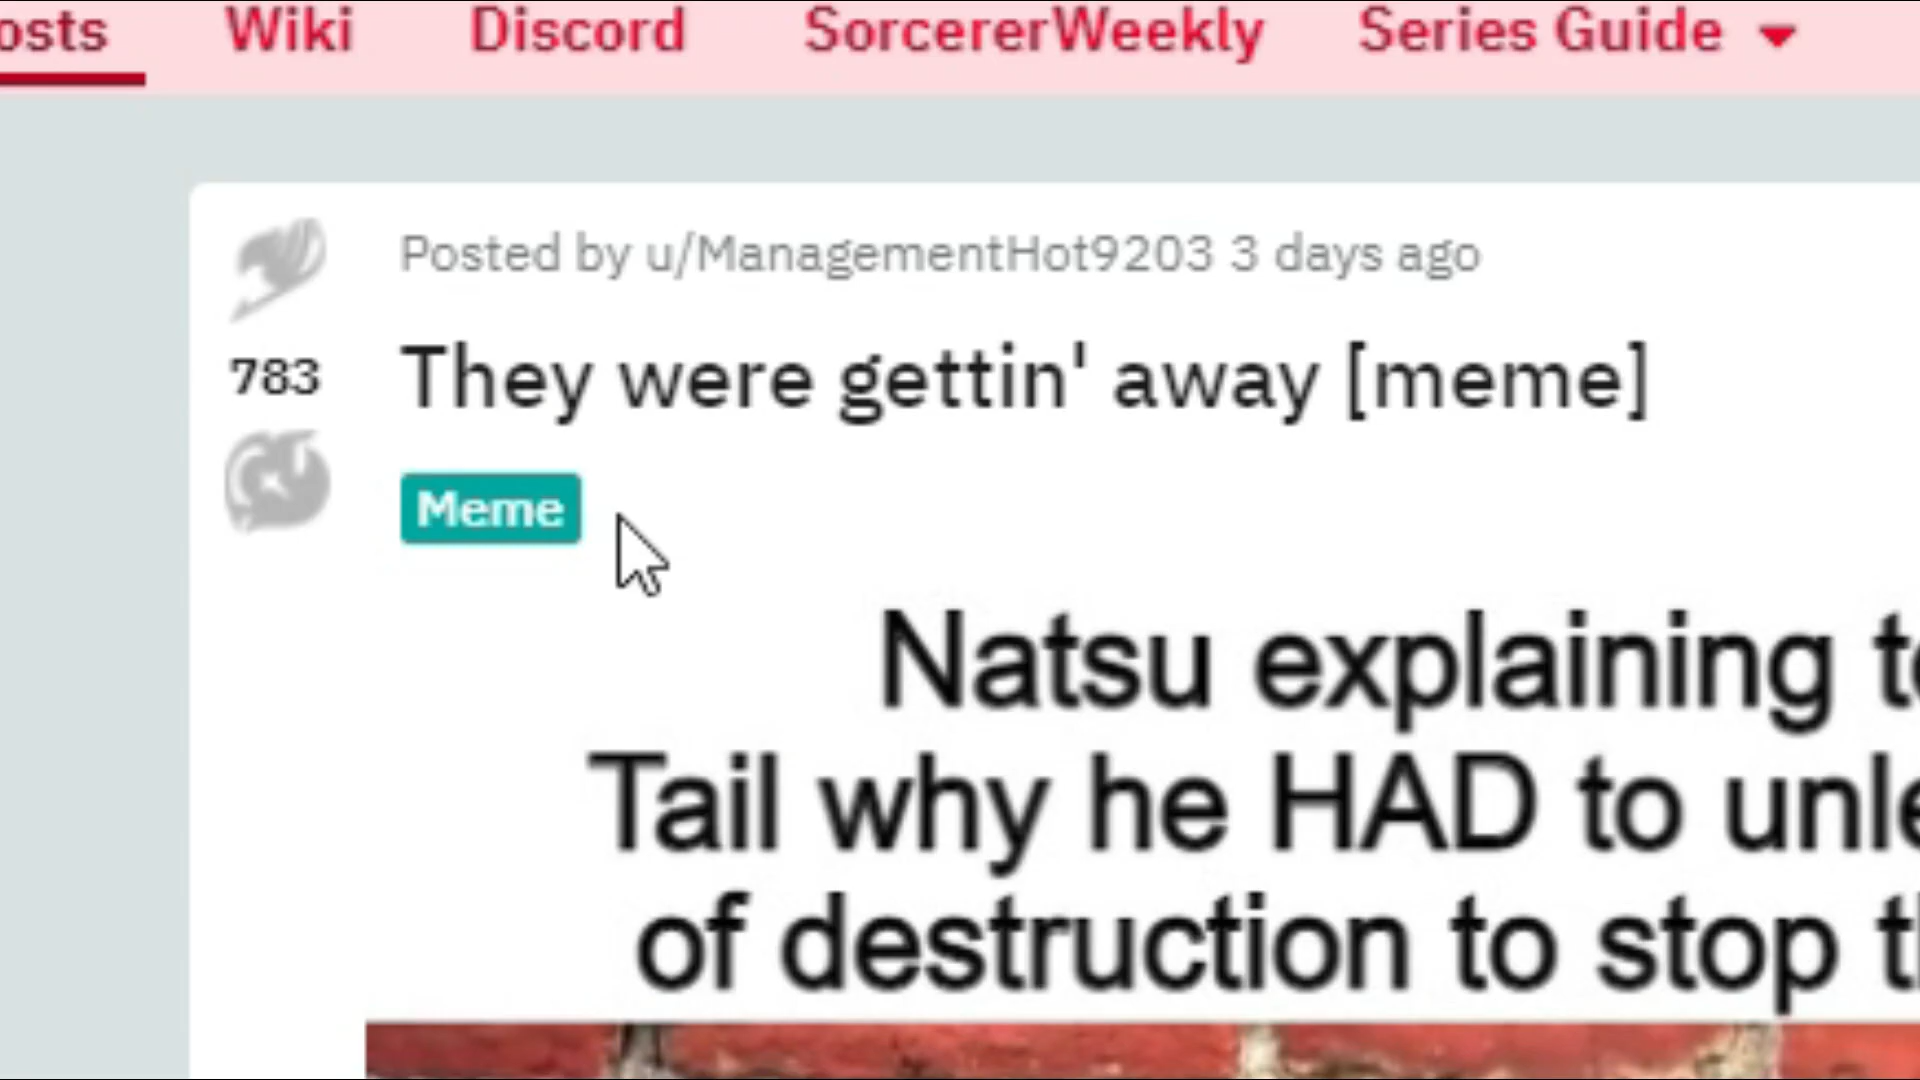 Wiki Discord SorcererWeekly Series Guide
Posted by u/ManagementHot9203 3 days ago
783 They were gettin' away [meme]
Meme
Natsu explaining
Tail why he HAD to
of destruction to stop